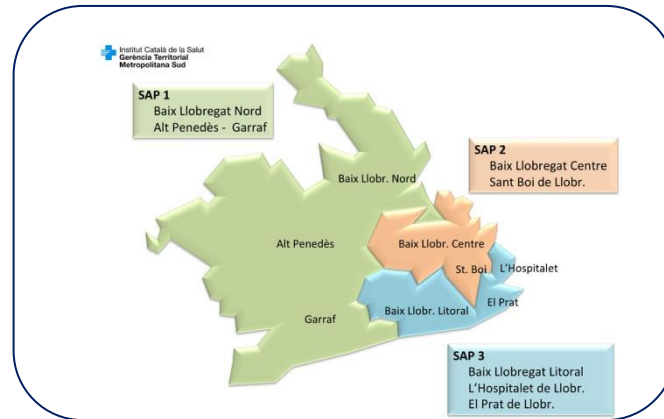 Institut Català de la Salut
Gerència Territorial
Metropolitana Sud
SAP 1
Baix Llobregat Nord
Alt Penedès - Garraf
SAP 2
Baix Llobregat Centre
Sant Boi de Llobr.
Baix Llobr. Nord
Alt Penedès
Baix Llobr. Centre
St. Boi
L'Hospitalet
El Prat
Baix Llobr. Litoral
Garraf
SAP 3
Baix Llobregat Litoral
L'Hospitalet de Llobr.
El Prat de Llobr.